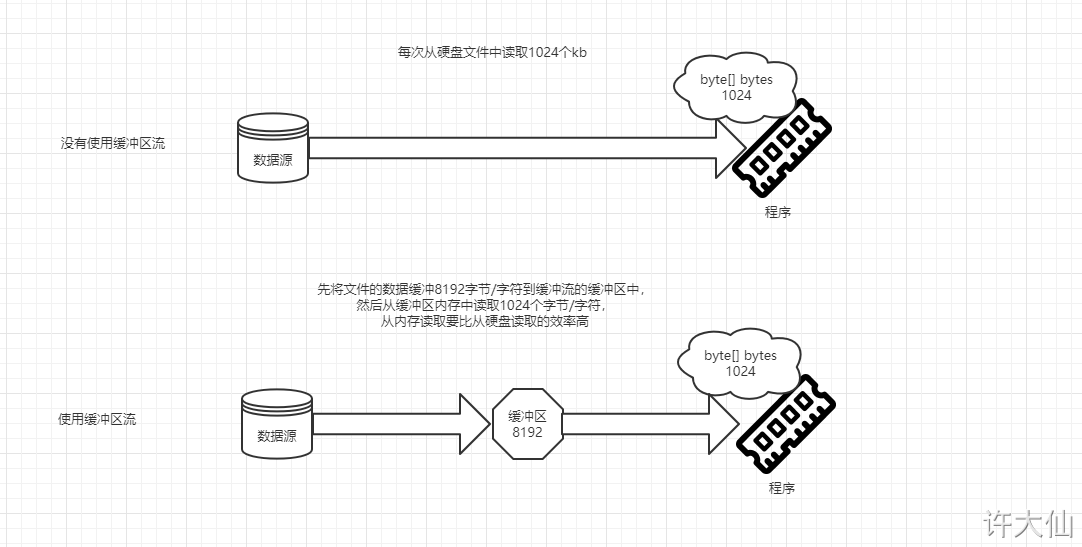 每次从硬盘文件中读取1024个kb
byte[] bytes
1024
没有使用缓冲区流
数据源
程序
先将文件的数据缓冲8192字节/字符到缓冲流的缓冲区中，
然后从缓冲区内存中读取1024个字节/字符，
从内存读取要比从硬盘读取的效率高
byte[] bytes
1024
使用缓冲区流
数据源
缓冲区
8192
程序
许大仙